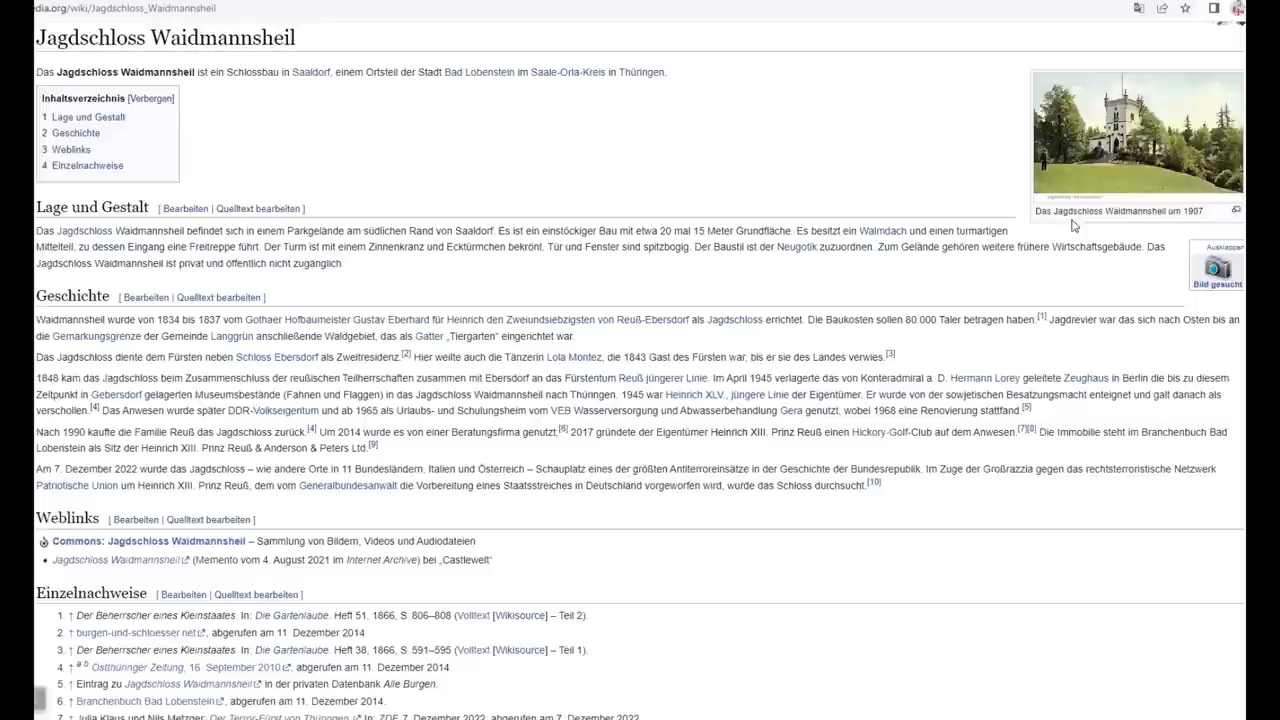 edia.org/wiki/Jagdschloss_Waidmannsheil
Jagdschloss Waidmannsheil
Das Jagdschloss Waidmannsheil ist ein Schlossbau in Saaldorf, einem Ortsteil der Stadt Bad Lobenstein im Saale-Orla-Kreis in Thüringen.
Inhaltsverzeichnis [Verbergen]
1 Lage und Gestalt
2 Geschichte
3 Weblinks
4 Einzelnachweise
Das Jagdschloss Waidmannsheil um 1907
Lage und Gestalt [ Bearbeiten | Quelltext bearbeiten ]
Das Jagdschloss Waidmannsheil befindet sich in einem Parkgelände am südlichen Rand von Saaldorf. Es ist ein einstöckiger Bau mit etwa 20 mal 15 Meter Grundfläche. Es besitzt ein Walmdach und einen turmartigen
Mittelteil, zu dessen Eingang eine Freitreppe führt. Der Turm ist mit einem Zinnenkranz und Ecktürmchen bekrönt. Tür und Fenster sind spitzbogig. Der Baustil ist der Neugotik zuzuordnen. Zum Gelände gehören weitere frühere Wirtschaftsgebäude. Das
Jagdschloss Waidmannsheil ist privat und öffentlich nicht zugänglich.
Ausklappen
Bild gesucht
Geschichte [ Bearbeiten | Quelltext bearbeiten ]
Waidmannsheil wurde von 1834 bis 1837 vom Gothaer Hofbaumeister Gustav Eberhard für Heinrich den Zweiundsiebzigsten von Reuß-Ebersdorf als Jagdschloss errichtet. Die Baukosten sollen 80.000 Taler betragen haben.[1] Jagdrevier war das sich nach Osten bis an
die Gemarkungsgrenze der Gemeinde Langgrün anschließende Waldgebiet, das als Gatter „Tiergarten“ eingerichtet war.
Das Jagdschloss diente dem Fürsten neben Schloss Ebersdorf als Zweitresidenz.[2] Hier weilte auch die Tänzerin Lola Montez, die 1843 Gast des Fürsten war, bis er sie des Landes verwies.[3]
1848 kam das Jagdschloss beim Zusammenschluss der reußischen Teilherrschaften zusammen mit Ebersdorf an das Fürstentum Reuß jüngerer Linie. Im April 1945 verlagerte das von Konteradmiral a. D. Hermann Lorey geleitete Zeughaus in Berlin die bis zu diesem
Zeitpunkt in Gebersdorf gelagerten Museumsbestände (Fahnen und Flaggen) in das Jagdschloss Waidmannsheil nach Thüringen. 1945 war Heinrich XLV., jüngere Linie der Eigentümer. Er wurde von der sowjetischen Besatzungsmacht enteignet und galt danach als
verschollen.[4] Das Anwesen wurde später DDR-Volkseigentum und ab 1965 als Urlaubs- und Schulungsheim vom VEB Wasserversorgung und Abwasserbehandlung Gera genutzt, wobei 1968 eine Renovierung stattfand.[5]
Nach 1990 kaufte die Familie Reuß das Jagdschloss zurück.[4] Um 2014 wurde es von einer Beratungsfirma genutzt;[6] 2017 gründete der Eigentümer Heinrich XIII. Prinz Reuß einen Hickory-Golf-Club auf dem Anwesen.[7][8] Die Immobilie steht im Branchenbuch Bad
Lobenstein als Sitz der Heinrich XIII. Prinz Reuß & Anderson & Peters Ltd.[9]
Am 7. Dezember 2022 wurde das Jagdschloss – wie andere Orte in 11 Bundesländern, Italien und Österreich – Schauplatz eines der größten Antiterroreinsätze in der Geschichte der Bundesrepublik. Im Zuge der Großrazzia gegen das rechtsterroristische Netzwerk
Patriotische Union um Heinrich XIII. Prinz Reuß, dem vom Generalbundesanwalt die Vorbereitung eines Staatsstreiches in Deutschland vorgeworfen wird, wurde das Schloss durchsucht.[10]
Weblinks [ Bearbeiten | Quelltext bearbeiten ]
Commons: Jagdschloss Waidmannsheil – Sammlung von Bildern, Videos und Audiodateien
• Jagdschloss Waidmannsheil (Memento vom 4. August 2021 im Internet Archive) bei „Castlewelt“
Einzelnachweise [ Bearbeiten | Quelltext bearbeiten ]
1. ↑ Der Beherrscher eines Kleinstaates. In: Die Gartenlaube. Heft 51, 1866, S. 806–808 (Volltext [Wikisource] – Teil 2).
2. ↑ burgen-und-schloesser.net, abgerufen am 11. Dezember 2014
3. ↑ Der Beherrscher eines Kleinstaates. In: Die Gartenlaube. Heft 38, 1866, S. 591–595 (Volltext [Wikisource] – Teil 1).
4. ↑ a b Ostthüringer Zeitung, 16. September 2010, abgerufen am 11. Dezember 2014
5. ↑ Eintrag zu Jagdschloss Waidmannsheil in der privaten Datenbank Alle Burgen.
6. ↑ Branchenbuch Bad Lobenstein, abgerufen am 11. Dezember 2014.
7. ↑ Julia Klaus und Nils Metzger: Der Terror-Fürst von Thüringen. In: ZDF. 7. Dezember 2022, abgerufen am 7. Dezember 2022